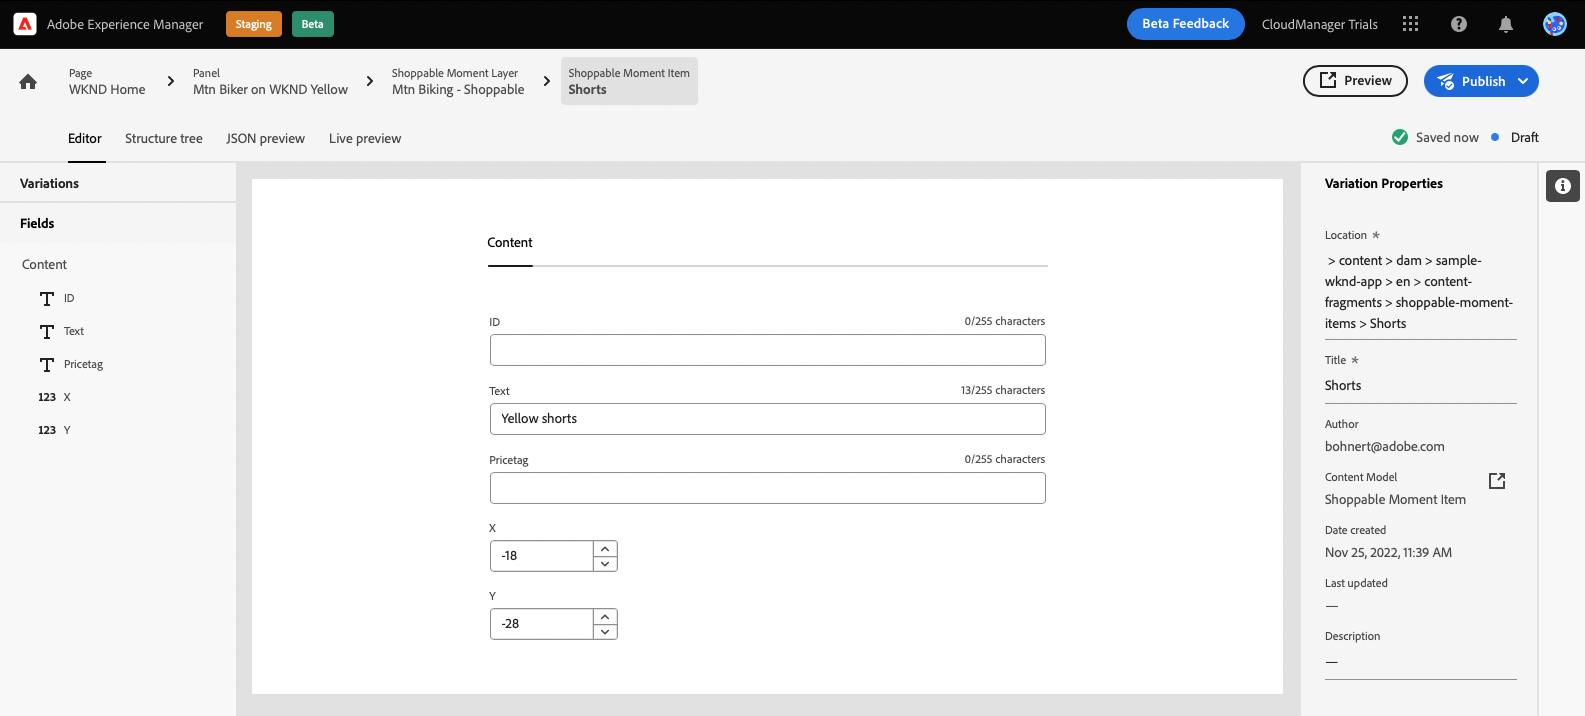 Adobe Experience Manager
Staging
Beta
Beta Feedback
CloudManager Trials
Page
WKND Home
Panel
Mtn Biker on WKND Yellow
Shoppable Moment Layer
Mtn Biking - Shoppable
Shoppable Moment Item
Shorts
Preview
Publish
Editor
Structure tree
JSON preview
Live preview
Saved now
Draft
Variations
Fields
Content
ID
Text
Pricetag
123 X
123 Y
Content
ID
0/255 characters
Text
13/255 characters
Yellow shorts
Pricetag
0/255 characters
X
-18
Y
-28
Variation Properties
Location *
> content > dam > sample-
wknd-app > en > content-
fragments > shoppable-moment-
items > Shorts
Title *
Shorts
Author
bohnert@adobe.com
Content Model
Shoppable Moment Item
Date created
Nov 25, 2022, 11:39 AM
Last updated
—
Description
—